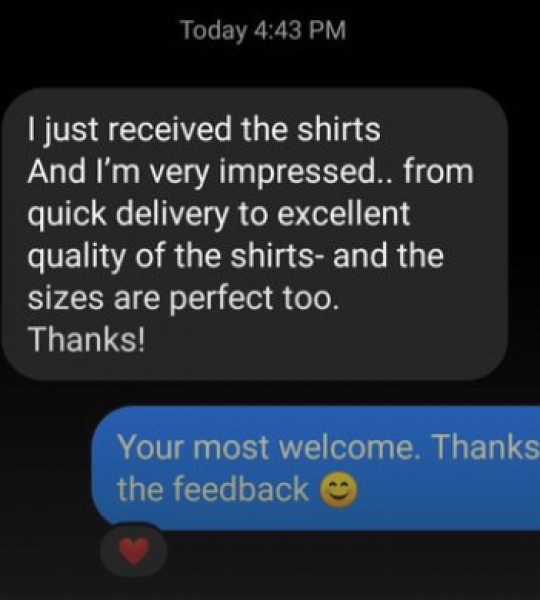 Today 4:43 PM
I just received the shirts
And I’m very impressed.. from
quick delivery to excellent
quality of the shirts- and the
sizes are perfect too.
Thanks!
Your most welcome. Thanks
the feedback 😊
❤️